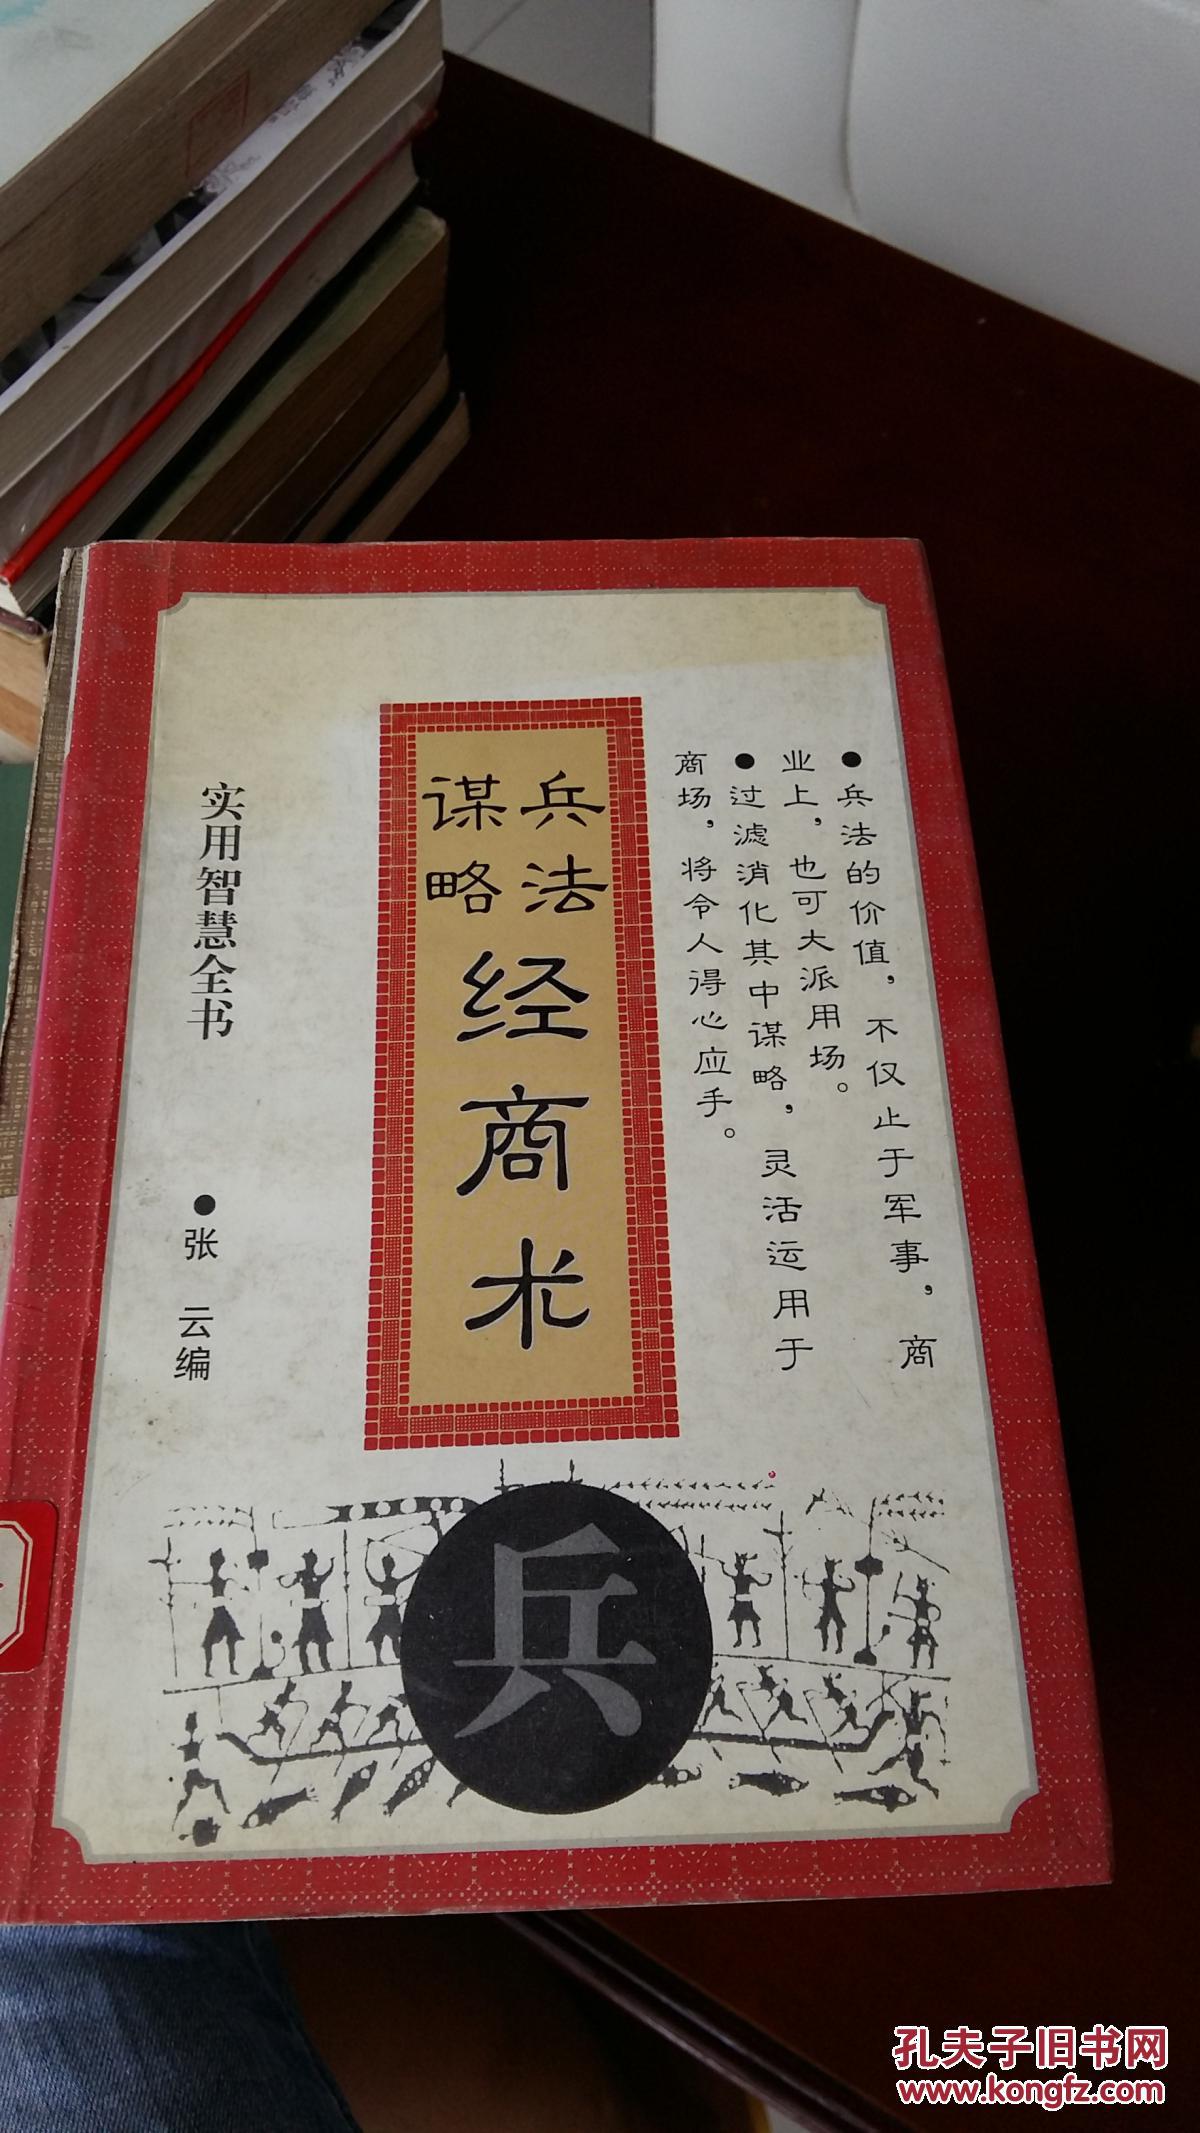 ●兵法的价值，不仅止于军事，商
业上，也可大派用场。
●过滤消化其中谋略，灵活运用于
商场，将令人得心应手。
兵法
谋略
经商术
实用智慧全书
●张 云编
兵
孔夫子旧书网
www.kongfz.com